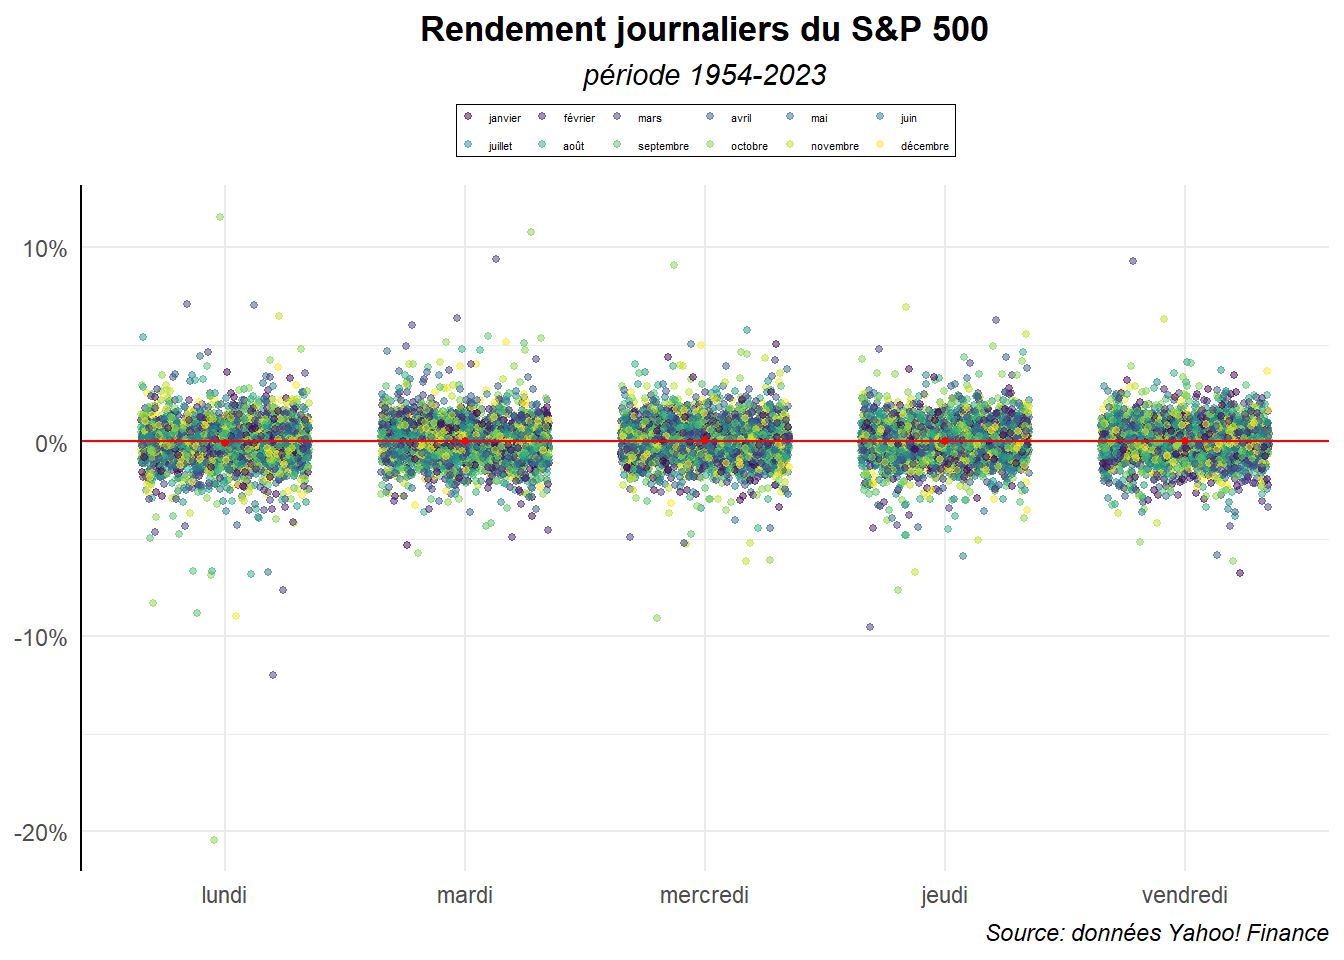 Rendement journaliers du S&P 500
période 1954-2023
janvier février mars avril mai juin
juillet août septembre octobre novembre décembre
10%
0%
-10%
-20%
lundi mardi mercredi jeudi vendredi
Source: données Yahoo! Finance